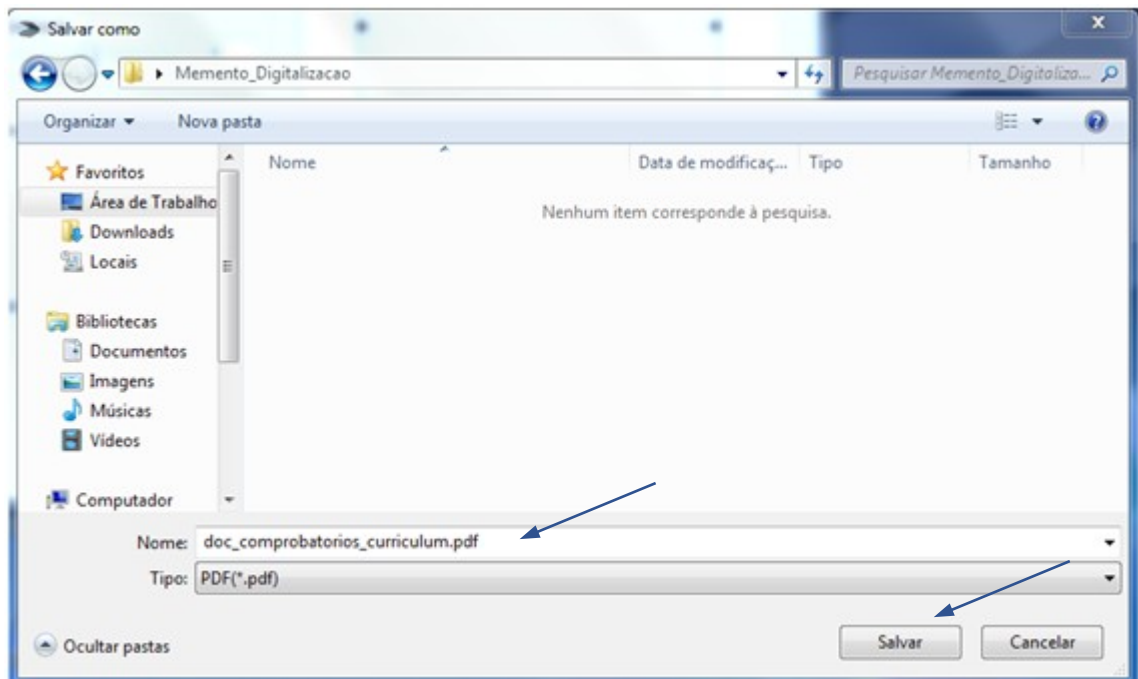 Salvar como
Memento_Digitalizacao
Pesquisar Memento_Digitaliza...
Organizar
Nova pasta
Nome
Data de modificaç...
Tipo
Tamanho
Favoritos
Área de Trabalho
Downloads
Locais
Bibliotecas
Documentos
Imagens
Músicas
Vídeos
Computador
Nenhum item corresponde à pesquisa.
Nome: doc_comprobatorios_curriculum.pdf
Tipo: PDF(*.pdf)
Ocultar pastas
Salvar
Cancelar